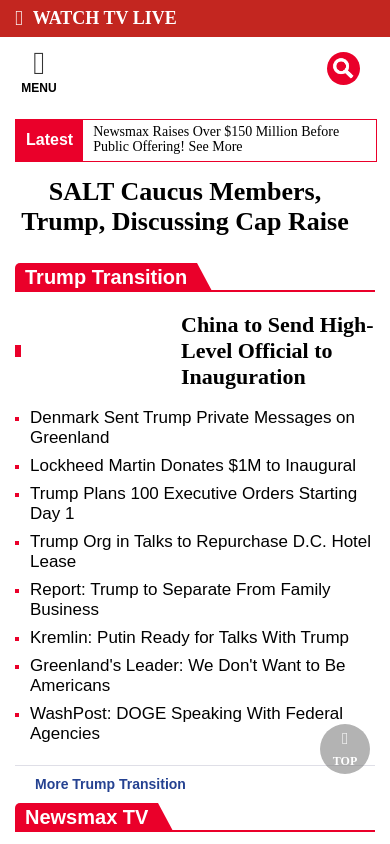 WATCH TV LIVE
MENU
Latest
Newsmax Raises Over $150 Million Before
Public Offering! See More
SALT Caucus Members,
Trump, Discussing Cap Raise
Trump Transition
China to Send High-
Level Official to
Inauguration
Denmark Sent Trump Private Messages on
Greenland
Lockheed Martin Donates $1M to Inaugural
Trump Plans 100 Executive Orders Starting
Day 1
Trump Org in Talks to Repurchase D.C. Hotel
Lease
Report: Trump to Separate From Family
Business
Kremlin: Putin Ready for Talks With Trump
Greenland's Leader: We Don't Want to Be
Americans
WashPost: DOGE Speaking With Federal
Agencies
TOP
More Trump Transition
Newsmax TV